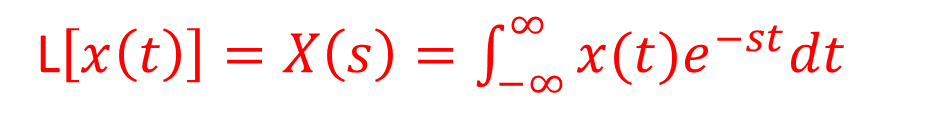 L[x(t)] = X(s) = ∫_{-∞}^{∞} x(t)e^{-st}dt